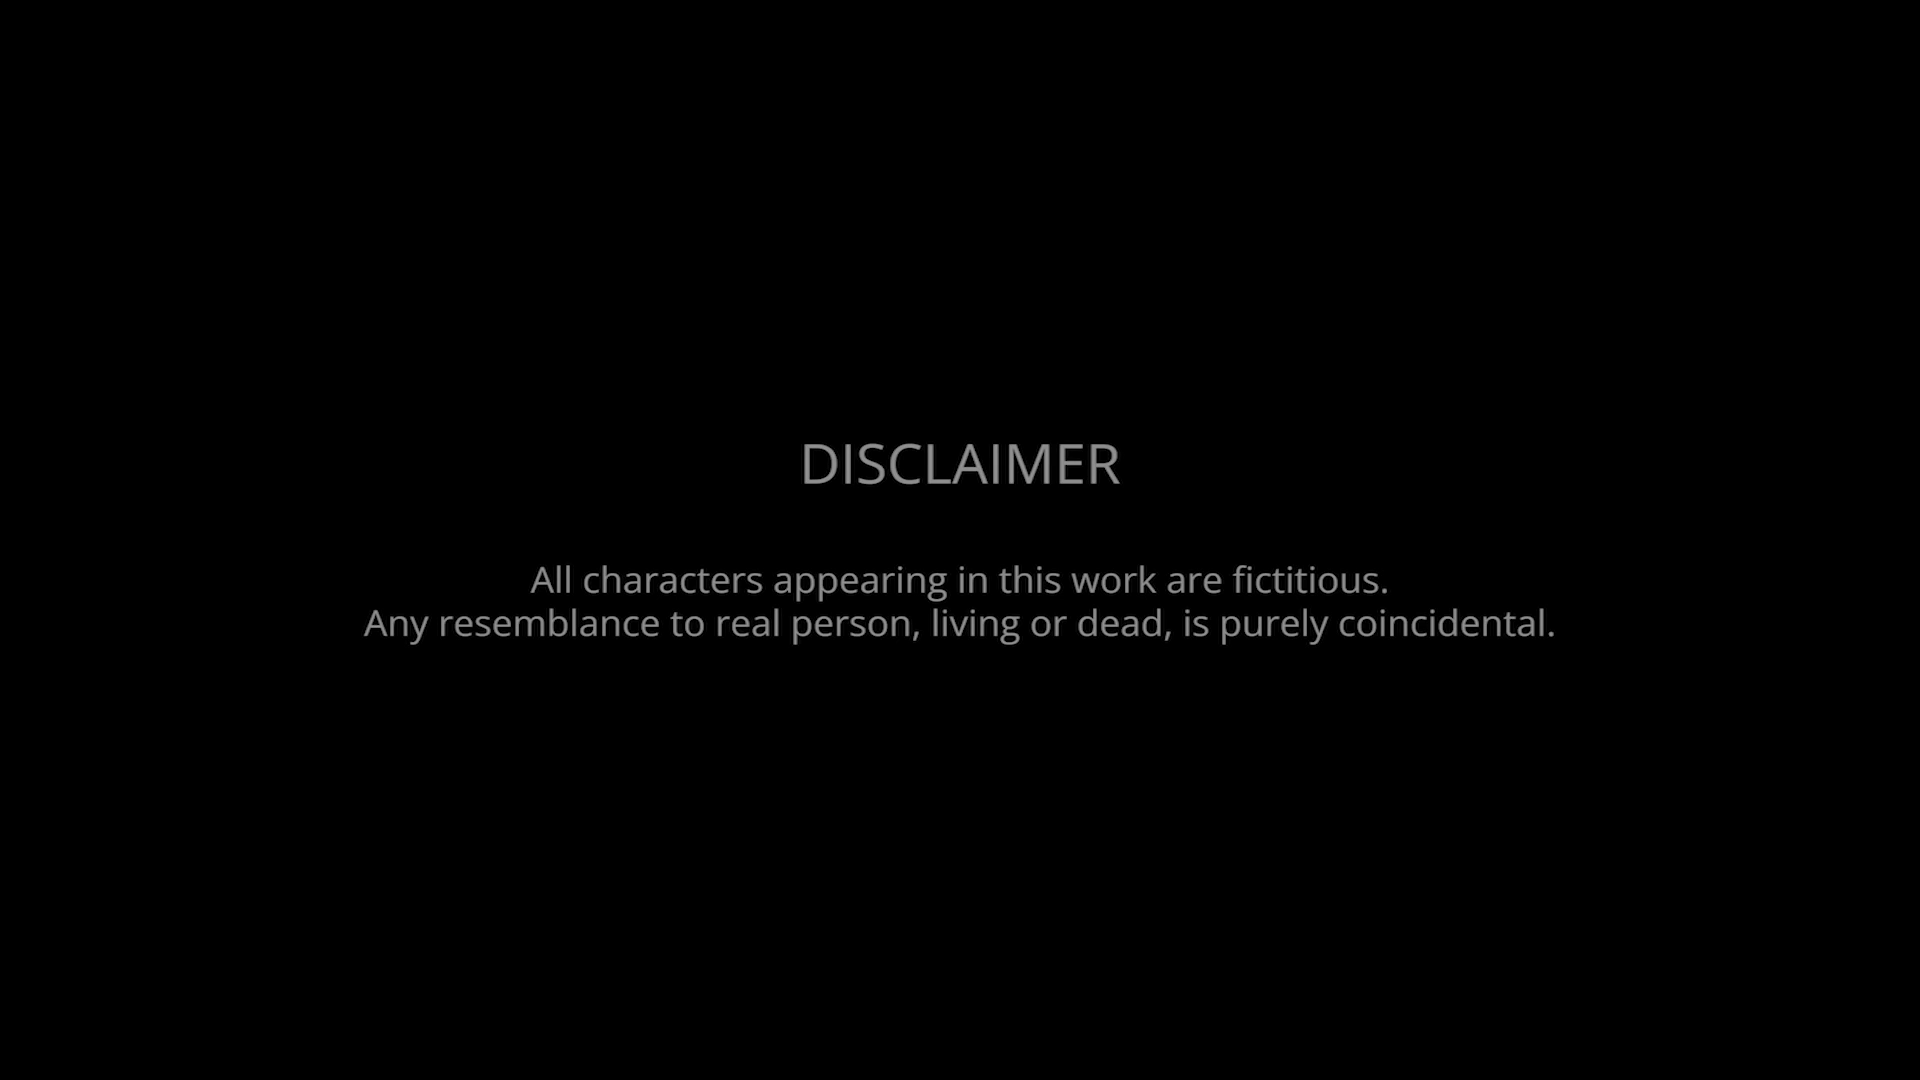 DISCLAIMER
All characters appearing in this work are fictitious.
Any resemblance to real person, living or dead, is purely coincidental.